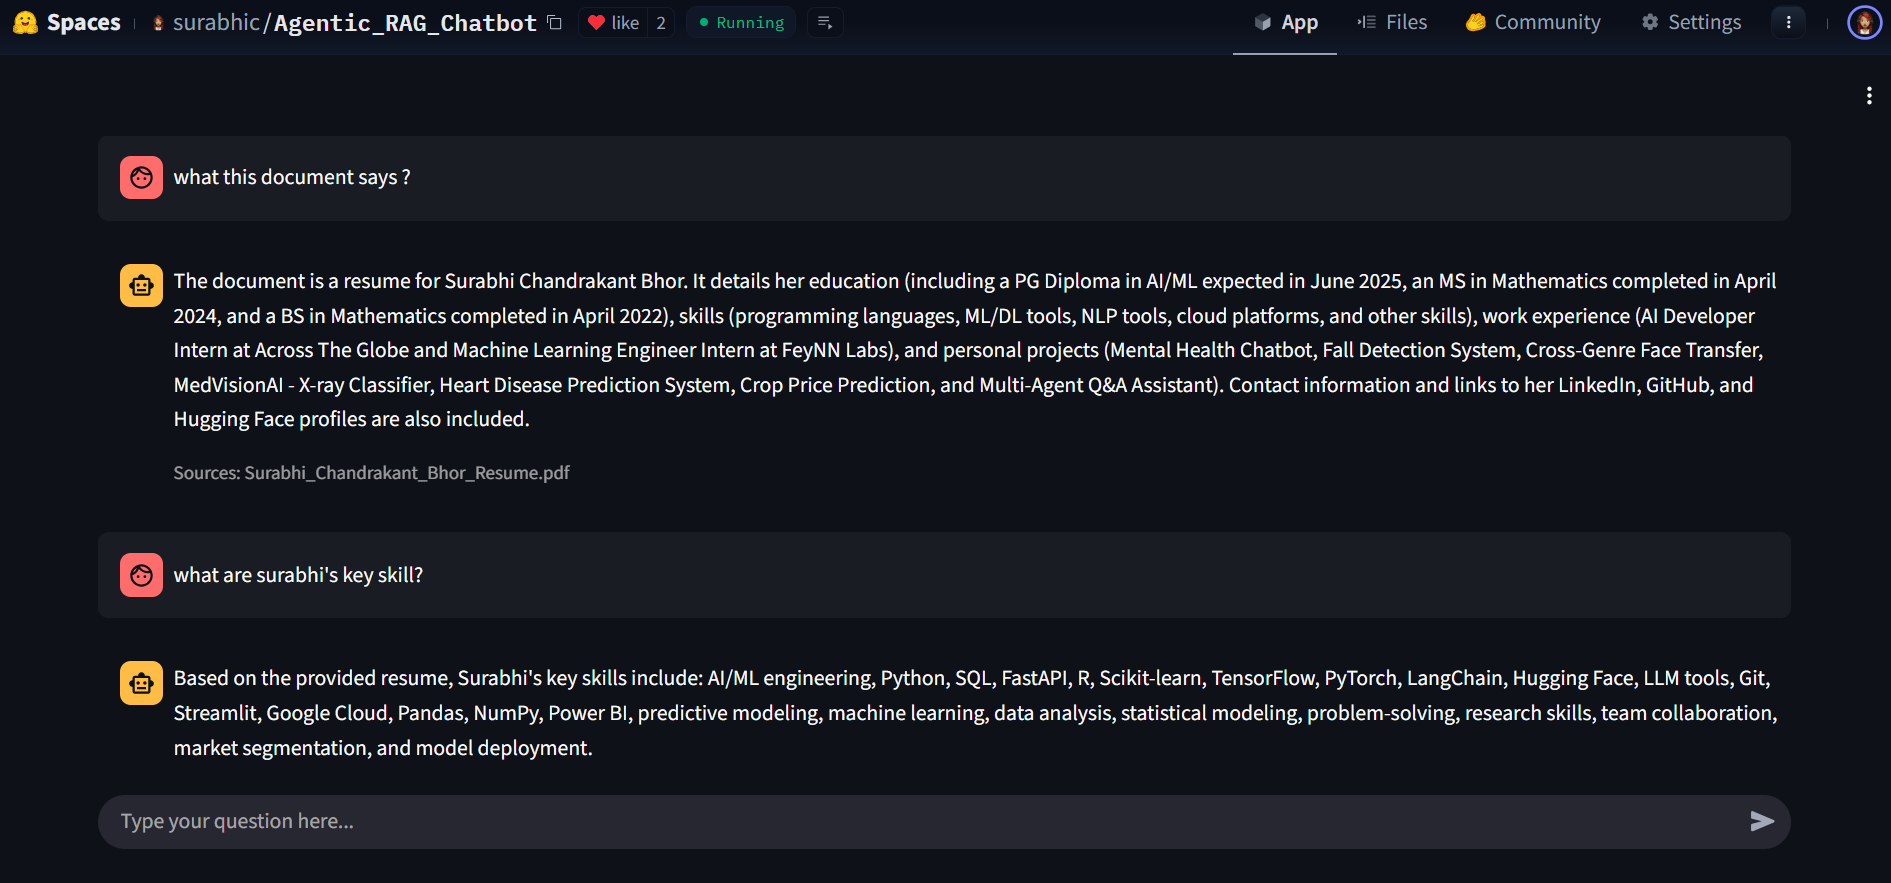 Spaces surabhic/Agentic_RAG_Chatbot like 2 Running App Files Community Settings
what this document says ?
The document is a resume for Surabhi Chandrakant Bhor. It details her education (including a PG Diploma in AI/ML expected in June 2025, an MS in Mathematics completed in April
2024, and a BS in Mathematics completed in April 2022), skills (programming languages, ML/DL tools, NLP tools, cloud platforms, and other skills), work experience (AI Developer
Intern at Across The Globe and Machine Learning Engineer Intern at FeyNN Labs), and personal projects (Mental Health Chatbot, Fall Detection System, Cross-Genre Face Transfer,
MedVisionAI - X-ray Classifier, Heart Disease Prediction System, Crop Price Prediction, and Multi-Agent Q&A Assistant). Contact information and links to her LinkedIn, GitHub, and
Hugging Face profiles are also included.
Sources: Surabhi_Chandrakant_Bhor_Resume.pdf
what are surabhi's key skill?
Based on the provided resume, Surabhi's key skills include: AI/ML engineering, Python, SQL, FastAPI, R, Scikit-learn, TensorFlow, PyTorch, LangChain, Hugging Face, LLM tools, Git,
Streamlit, Google Cloud, Pandas, NumPy, Power BI, predictive modeling, machine learning, data analysis, statistical modeling, problem-solving, research skills, team collaboration,
market segmentation, and model deployment.
Type your question here...